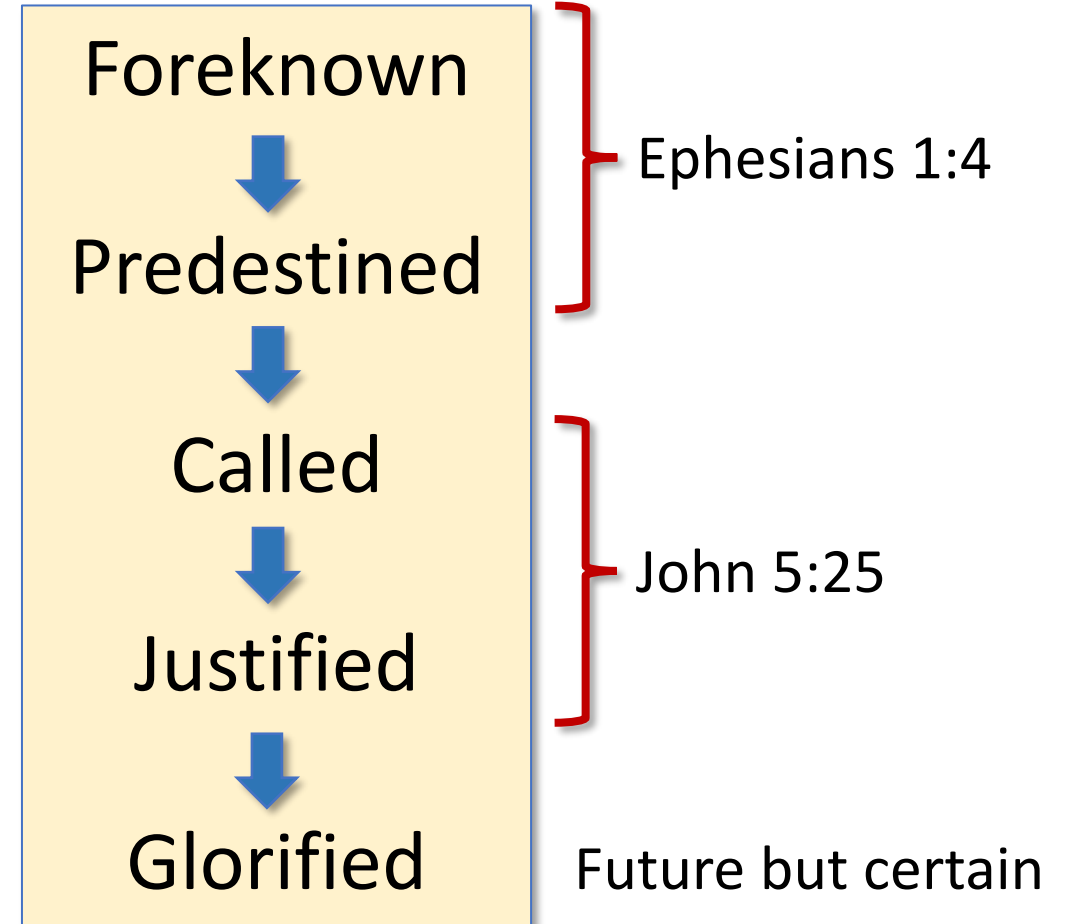 Foreknown
Ephesians 1:4
Predestined
Called
John 5:25
Justified
Glorified
Future but certain